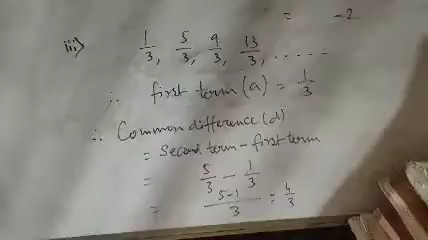 = -2
iii) 1/3, 5/3, 9/3, 13/3, ......
∴ first term (a) = 1/3
∴ Common difference (d)
= Second term - first term
= 5/3 - 1/3
= 5-1/3 = 4/3